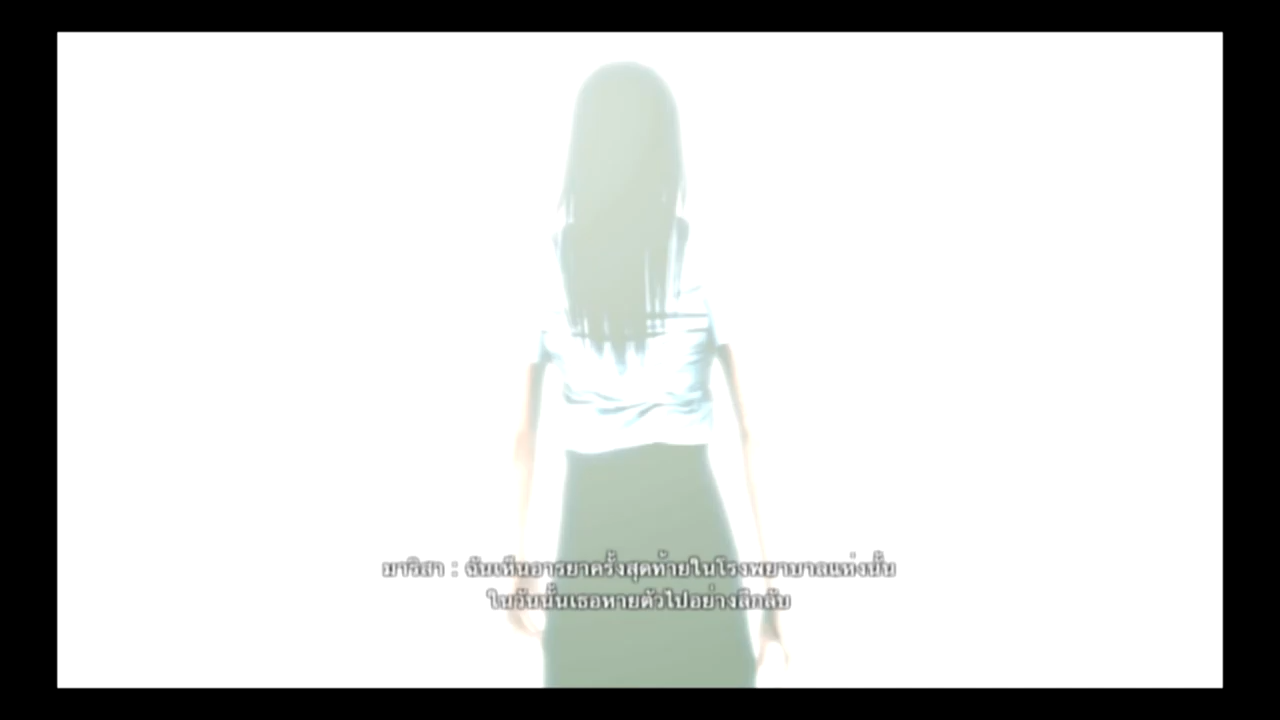 มาริสา : ฉันเห็นอารยาครั้งสุดท้ายในโรงพยาบาลแห่งนั้น
ในวันนั้นเธอหายตัวไปอย่างลึกลับ